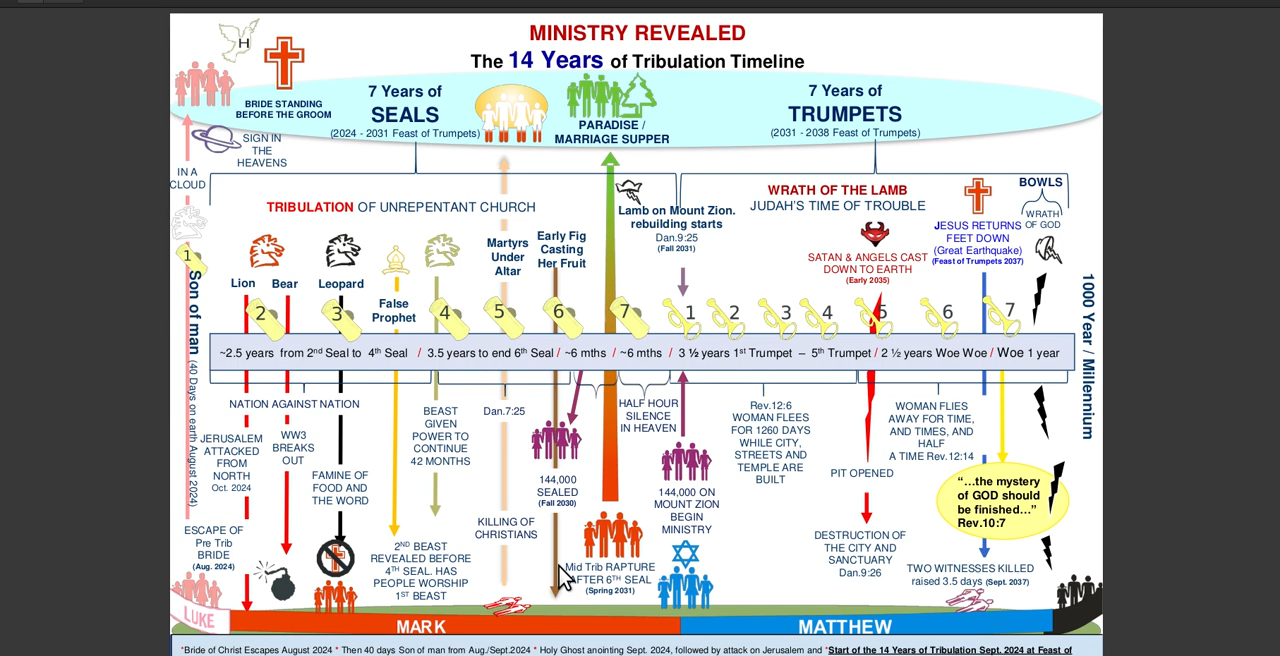 MINISTRY REVEALED
The 14 Years of Tribulation Timeline
H
BRIDE STANDING
BEFORE THE GROOM
7 Years of
SEALS
(2024 - 2031 Feast of Trumpets)
PARADISE /
MARRIAGE SUPPER
7 Years of
TRUMPETS
(2031 - 2038 Feast of Trumpets)
SIGN IN
THE
HEAVENS
IN A
CLOUD
TRIBULATION OF UNREPENTANT CHURCH
Lamb on Mount Zion.
rebuilding starts
Dan.9:25
(Fall 2031)
WRATH OF THE LAMB
JUDAH'S TIME OF TROUBLE
BOWLS
WRATH
OF GOD
JESUS RETURNS
FEET DOWN
(Great Earthquake)
(Feast of Trumpets 2037)
SATAN & ANGELS CAST
DOWN TO EARTH
(Early 2035)
Martyrs
Under
Altar
Early Fig
Casting
Her Fruit
Lion
Bear
Leopard
False
Prophet
1
2
3
4
5
6
7
1
2
3
4
5
6
7
Son of man (40 Days on earth August 2024)
1000 Year / Millennium
~2.5 years from 2nd Seal to 4th Seal / 3.5 years to end 6th Seal / ~6 mths / ~6 mths / 3 ½ years 1st Trumpet – 5th Trumpet / 2 ½ years Woe Woe / Woe 1 year
NATION AGAINST NATION
JERUSALEM
ATTACKED
FROM
NORTH
Oct. 2024
WW3
BREAKS
OUT
FAMINE OF
FOOD AND
THE WORD
BEAST
GIVEN
POWER TO
CONTINUE
42 MONTHS
Dan.7:25
HALF HOUR
SILENCE
IN HEAVEN
Rev.12:6
WOMAN FLEES
FOR 1260 DAYS
WHILE CITY,
STREETS AND
TEMPLE ARE
BUILT
WOMAN FLIES
AWAY FOR TIME,
AND TIMES, AND
HALF
A TIME Rev.12:14
PIT OPENED
"...the mystery
of GOD should
be finished..."
Rev.10:7
144,000
SEALED
(Fall 2030)
144,000 ON
MOUNT ZION
BEGIN
MINISTRY
ESCAPE OF
Pre Trib
BRIDE
(Aug. 2024)
KILLING OF
CHRISTIANS
2ND BEAST
REVEALED BEFORE
4TH SEAL. HAS
PEOPLE WORSHIP
1ST BEAST
Mid Trib RAPTURE
AFTER 6TH SEAL
(Spring 2031)
DESTRUCTION OF
THE CITY AND
SANCTUARY
Dan.9:26
TWO WITNESSES KILLED
raised 3.5 days (Sept. 2037)
LUKE
MARK
MATTHEW
*Bride of Christ Escapes August 2024 * Then 40 days Son of man from Aug./Sept.2024 * Holy Ghost anointing Sept. 2024, followed by attack on Jerusalem and *Start of the 14 Years of Tribulation Sept. 2024 at Feast of